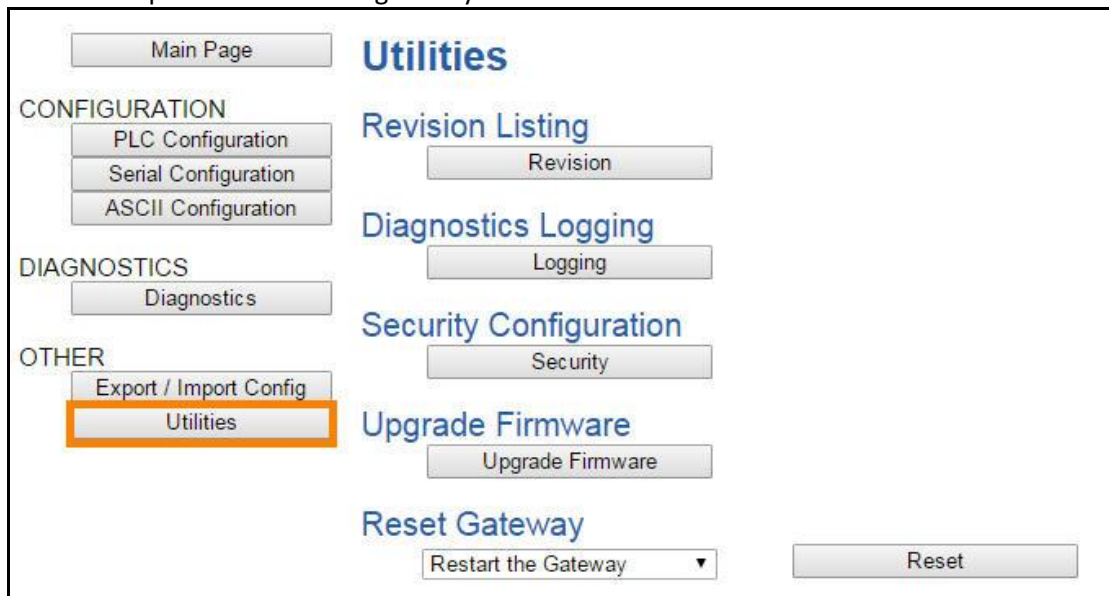 Main Page
CONFIGURATION
PLC Configuration
Serial Configuration
ASCII Configuration
DIAGNOSTICS
Diagnostics
OTHER
Export / Import Config
Utilities
Utilities
Revision Listing
Revision
Diagnostics Logging
Logging
Security Configuration
Security
Upgrade Firmware
Upgrade Firmware
Reset Gateway
Restart the Gateway
Reset